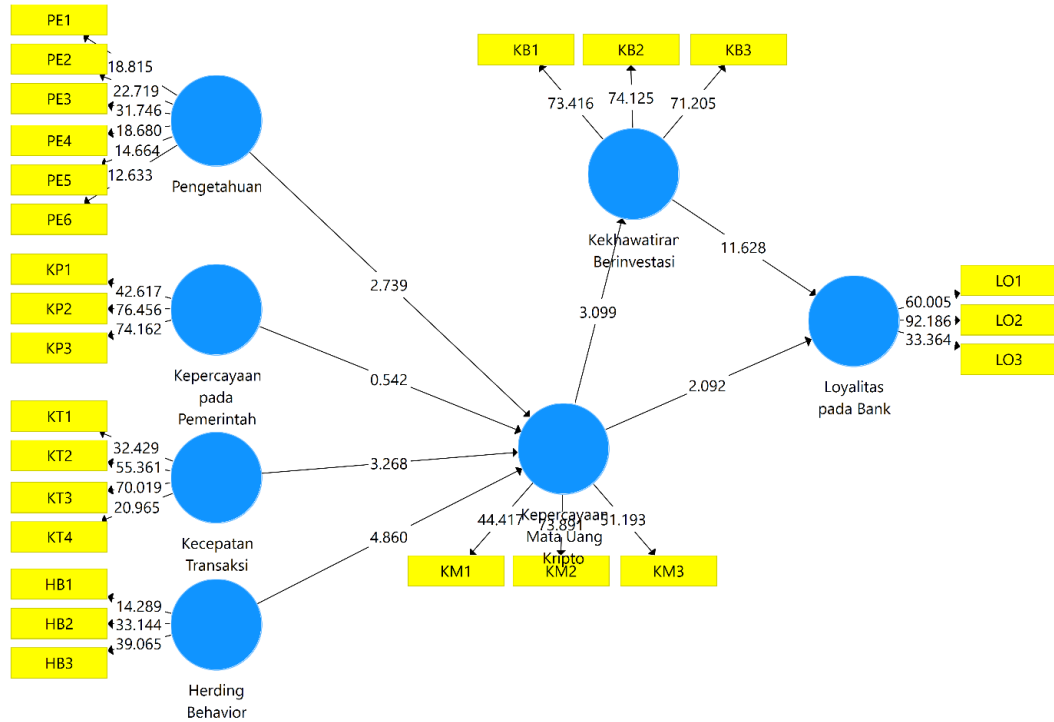 PE1
PE2
PE3
PE4
PE5
PE6
18.815
22.719
31.746
18.680
14.664
12.633
Pengetahuan
KP1
KP2
KP3
42.617
76.456
74.162
Kepercayaan
pada
Pemerintah
KT1
KT2
KT3
KT4
32.429
55.361
70.019
20.965
Kecepatan
Transaksi
HB1
HB2
HB3
14.289
33.144
39.065
Herding
Behavior
2.739
0.542
3.268
4.860
KB1
KB2
KB3
73.416
74.125
71.205
Kekhawatiran
Berinvestasi
3.099
11.628
2.092
Kepercayaan
Mata Uang
Kripto
44.417
73.891
51.193
KM1
KM2
KM3
Loyalitas
pada Bank
60.005
92.186
33.364
LO1
LO2
LO3